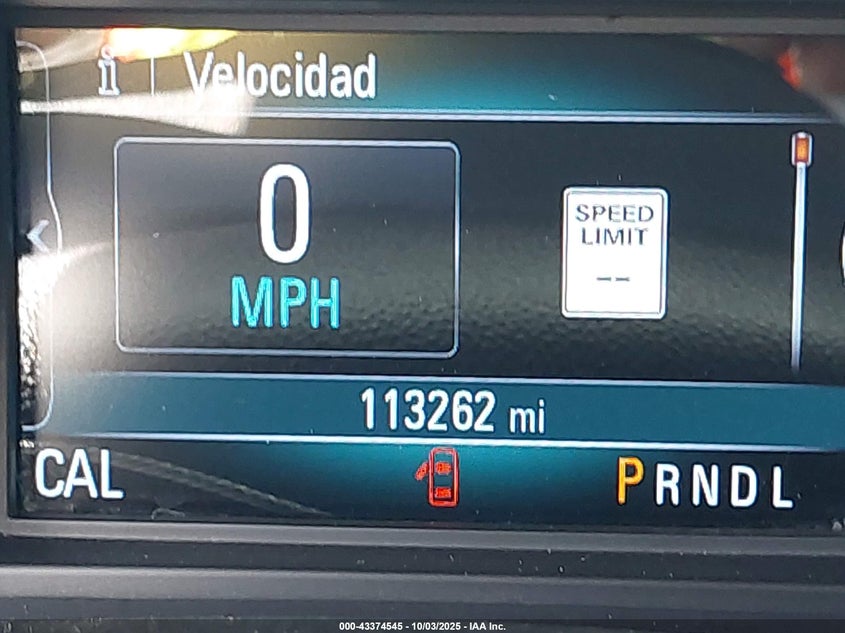 i | Velocidad
0
MPH
SPEED
LIMIT
--
113262 mi
CAL
PRNDL
000-43374545 - 10/03/2025 - IAA Inc.